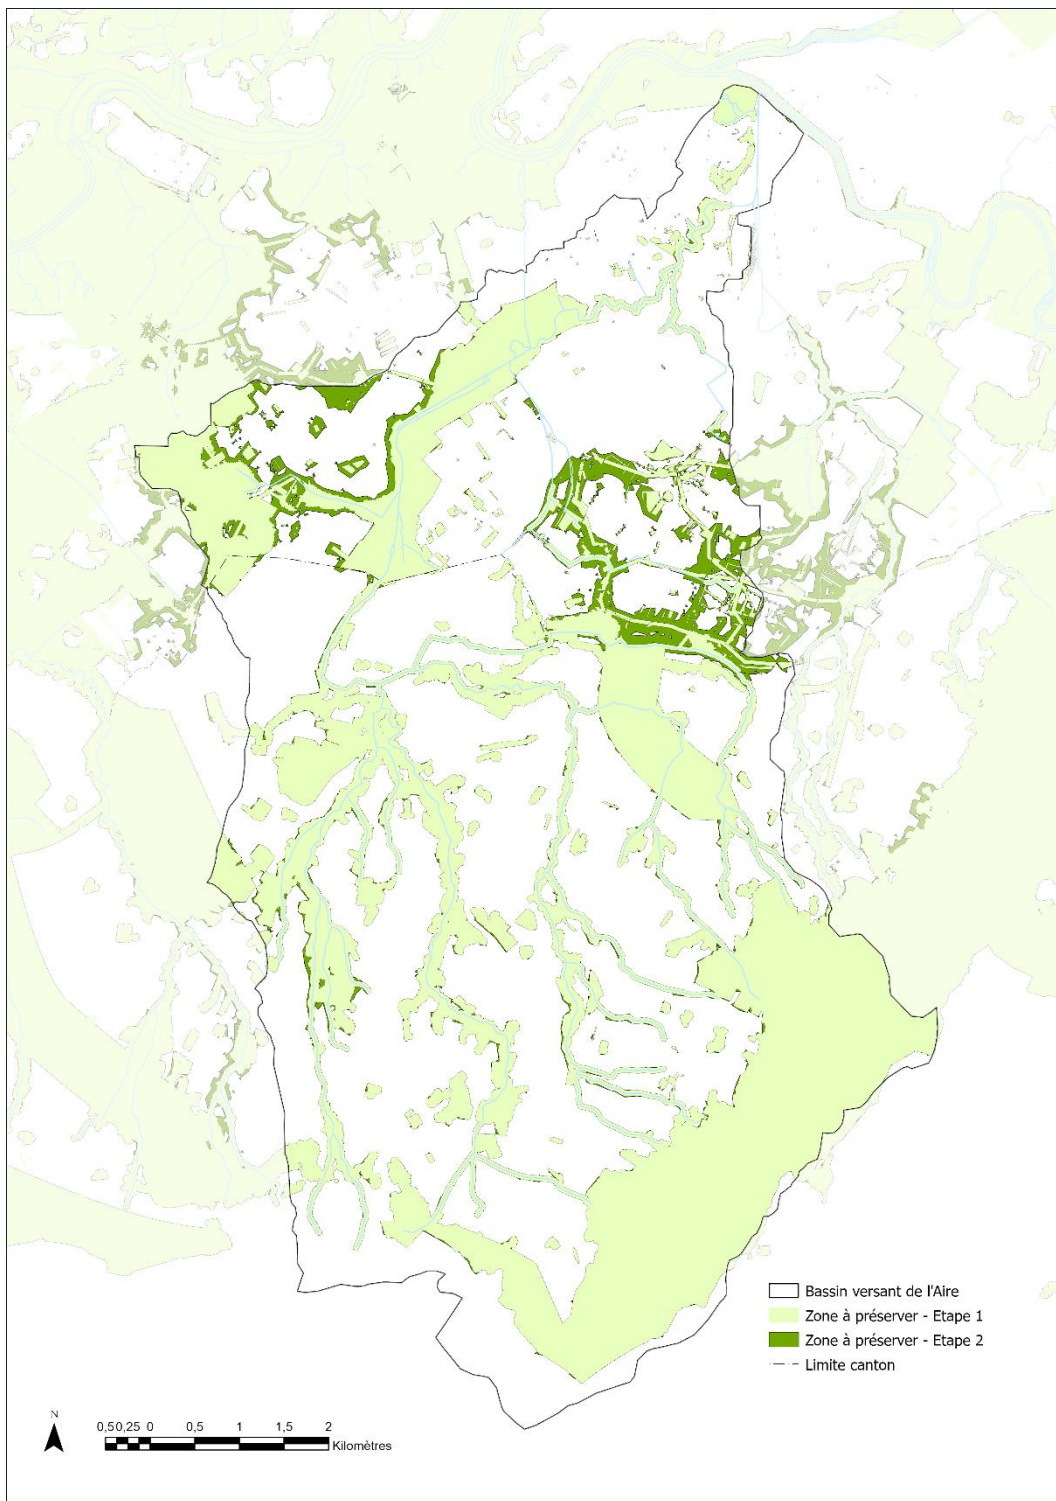 Bassin versant de l'Aire
Zone à préserver - Etape 1
Zone à préserver - Etape 2
Limite canton
N
0,50,25 0 0,5 1 1,5 2
Kilomètres